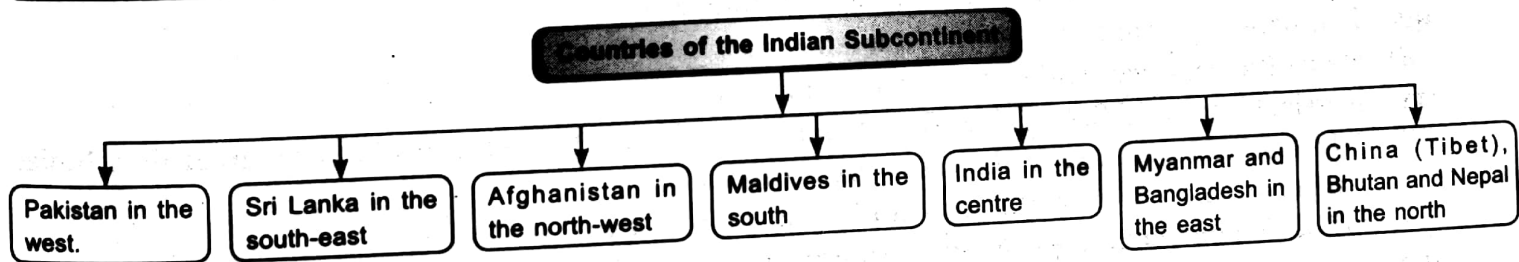 Countries of the Indian Subcontinent
Pakistan in the
west.
Sri Lanka in the
south-east
Afghanistan in
the north-west
Maldives in the
south
India in the
centre
Myanmar and
Bangladesh in
the east
China (Tibet),
Bhutan and Nepal
in the north